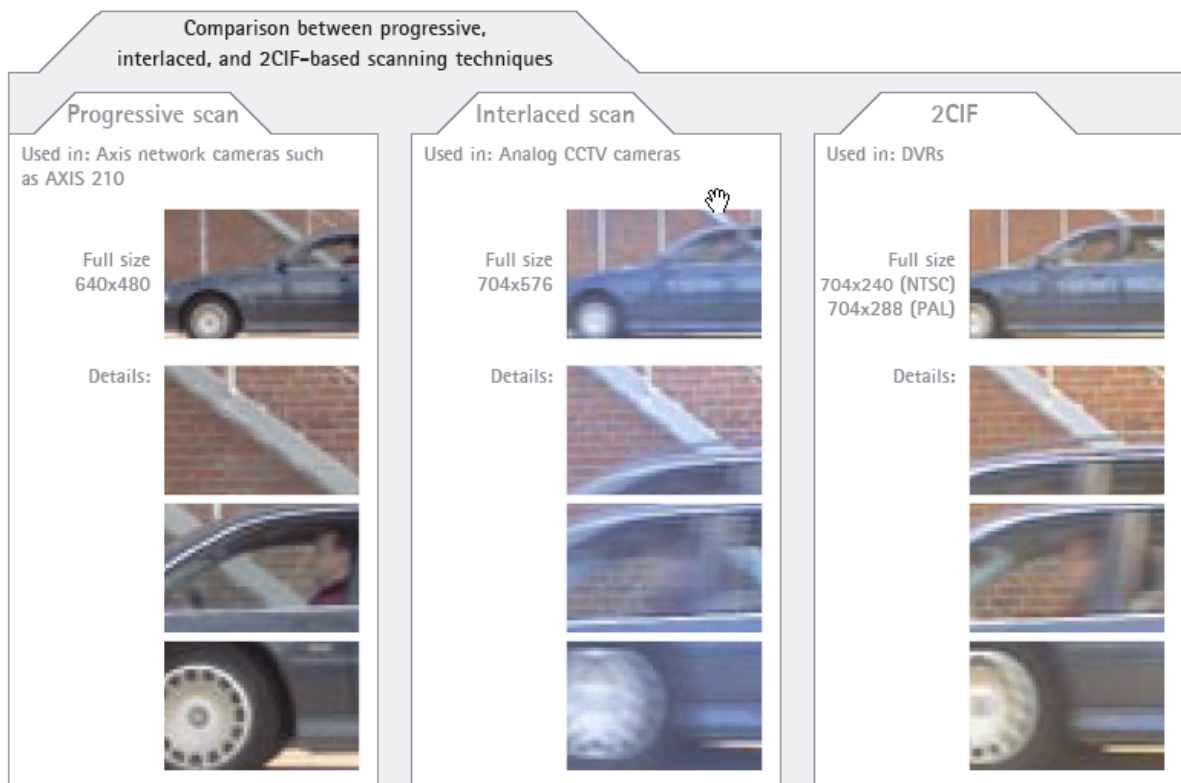 Comparison between progressive,
interlaced, and 2CIF-based scanning techniques
Progressive scan
Used in: Axis network cameras such
as AXIS 210
Full size
640x480
Details:
Interlaced scan
Used in: Analog CCTV cameras
Full size
704x576
Details:
2CIF
Used in: DVRs
Full size
704x240 (NTSC)
704x288 (PAL)
Details: